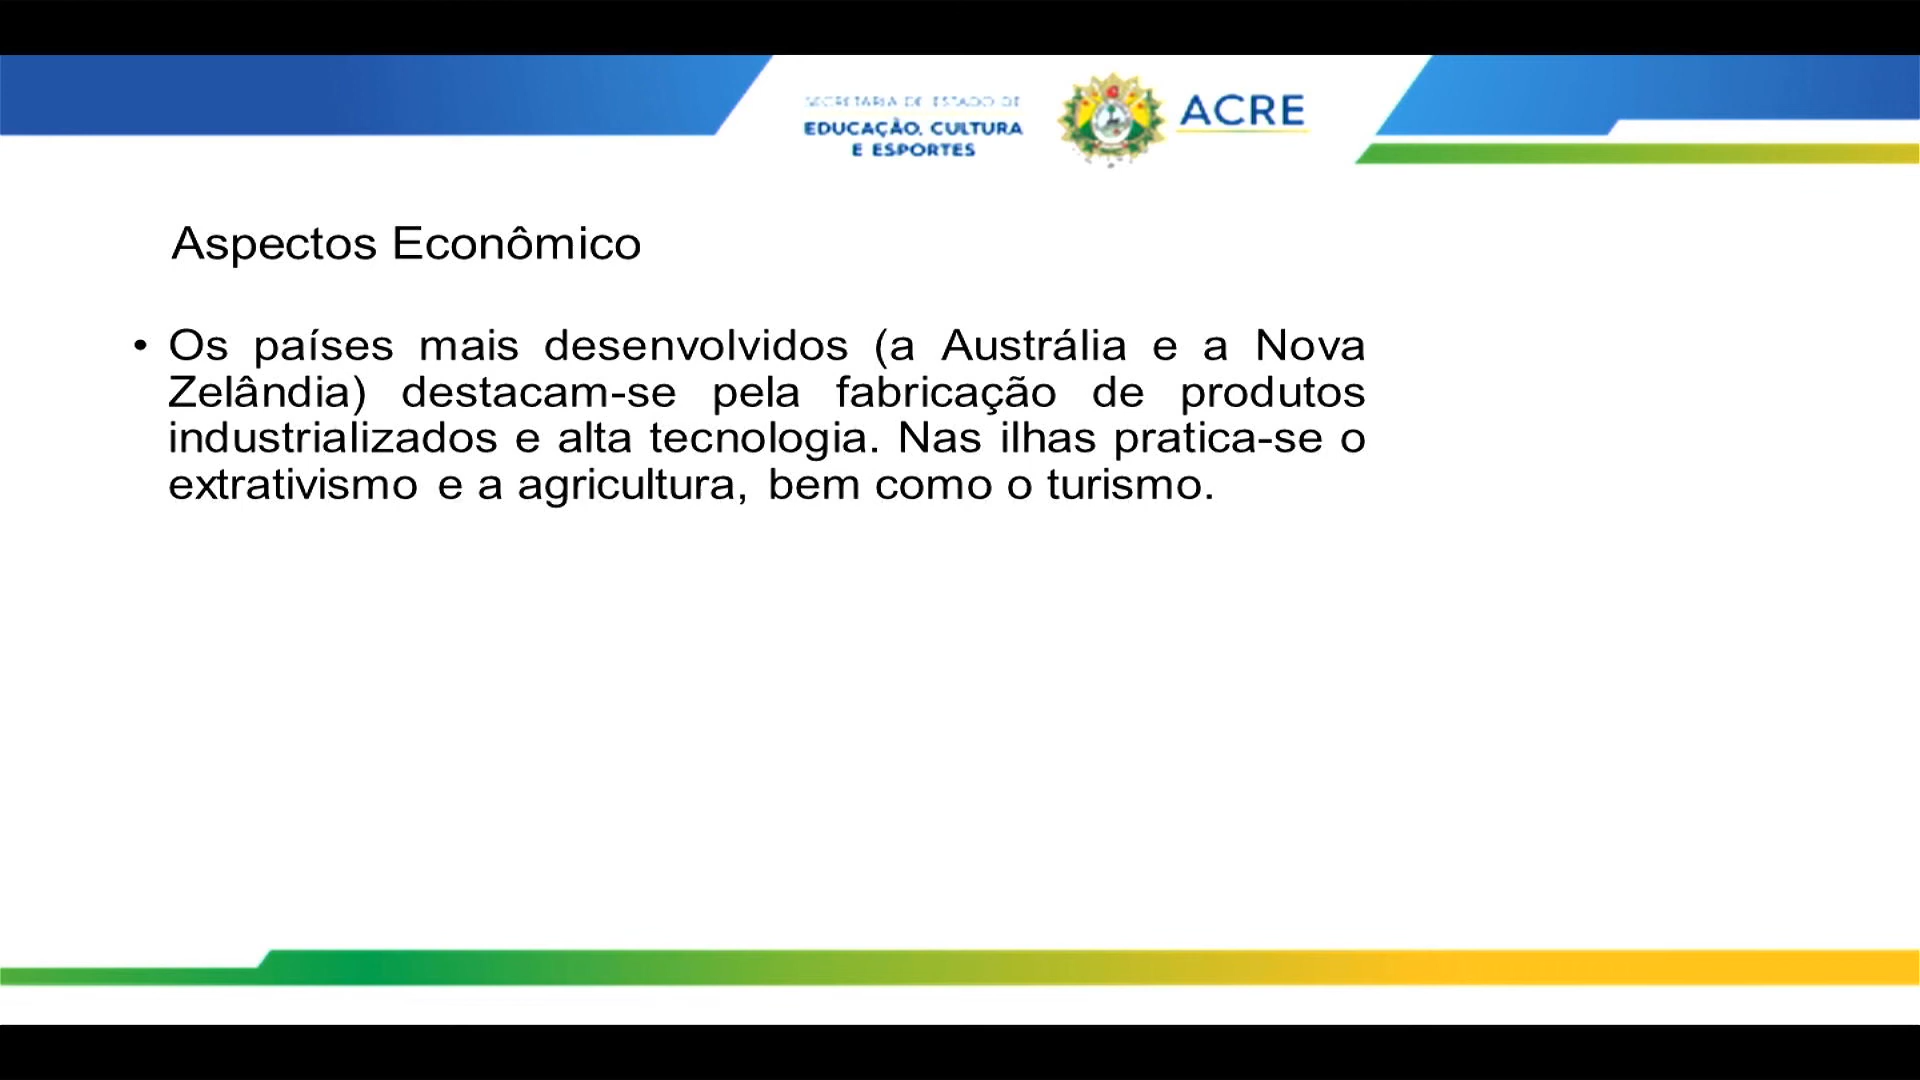 SECRETARIA DE ESTADO DE
EDUCAÇÃO, CULTURA
E ESPORTES
ACRE
Aspectos Econômico
• Os países mais desenvolvidos (a Austrália e a Nova
Zelândia) destacam-se pela fabricação de produtos
industrializados e alta tecnologia. Nas ilhas pratica-se o
extrativismo e a agricultura, bem como o turismo.